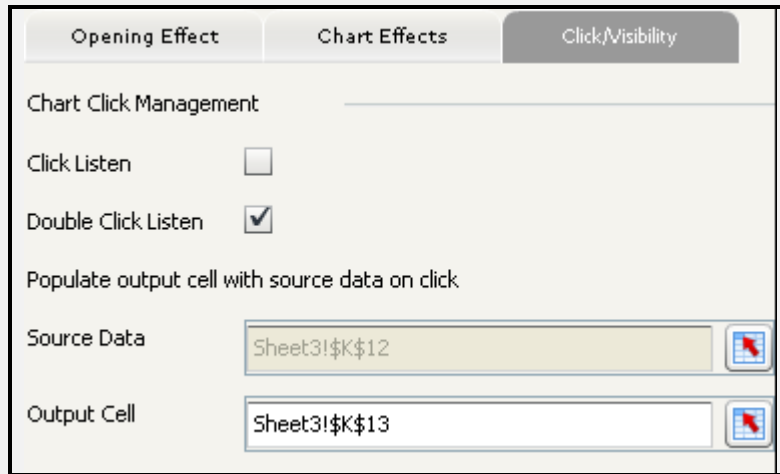 Opening Effect Chart Effects Click/Visibility
Chart Click Management
Click Listen
Double Click Listen
Populate output cell with source data on click
Source Data Sheet3!$K$12
Output Cell Sheet3!$K$13